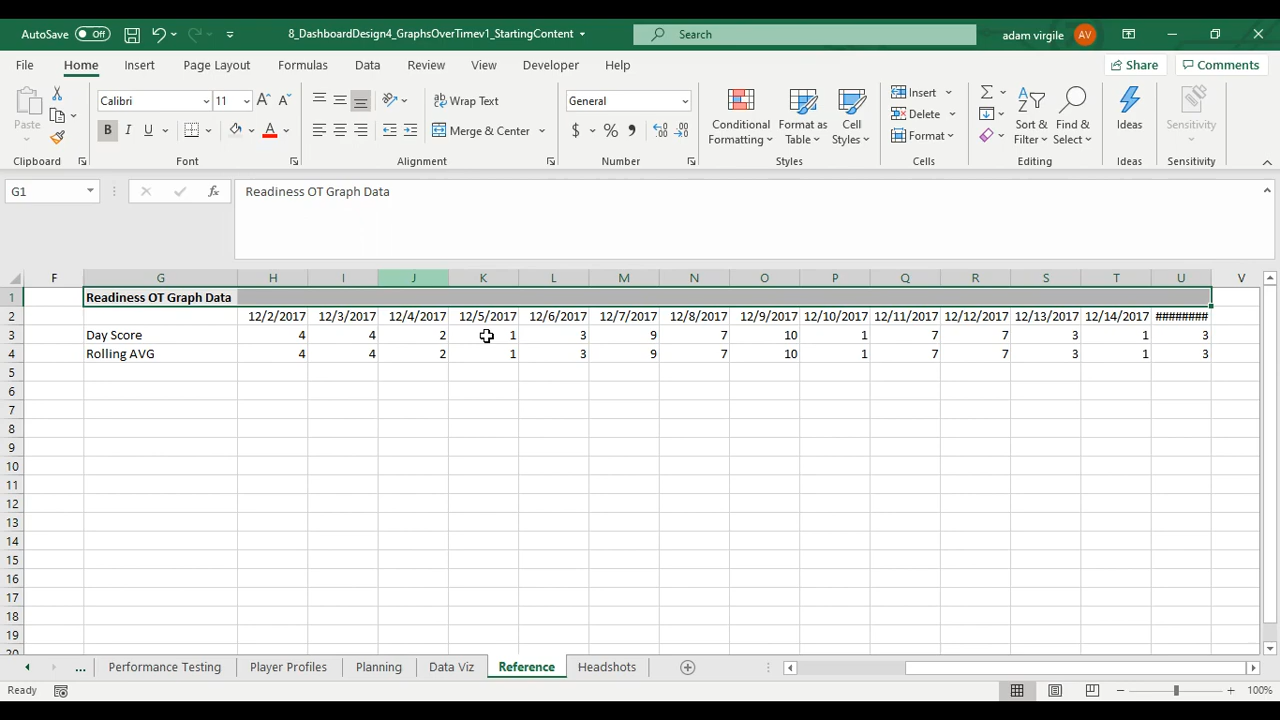 AutoSave Off 8_DashboardDesign4_GraphsOverTimev1_StartingContent Search adam virgile AV
File Home Insert Page Layout Formulas Data Review View Developer Help Share Comments
Paste Calibri 11 Wrap Text General Conditional Formatting Format as Table Cell Styles Insert Sort & Filter Find & Select Ideas Sensitivity
Delete
B I U A Merge & Center $ % Format
Clipboard Font Alignment Number Styles Cells Editing Ideas Sensitivity
G1 fx Readiness OT Graph Data
F G H I J K L M N O P Q R S T U V
1 Readiness OT Graph Data
2 12/2/2017 12/3/2017 12/4/2017 12/5/2017 12/6/2017 12/7/2017 12/8/2017 12/9/2017 12/10/2017 12/11/2017 12/12/2017 12/13/2017 12/14/2017 ########
3 Day Score 4 4 2 1 3 9 7 10 1 7 7 3 1 3
4 Rolling AVG 4 4 2 1 3 9 7 10 1 7 7 3 1 3
5
6
7
8
9
10
11
12
13
14
15
16
17
18
19
20
... Performance Testing Player Profiles Planning Data Viz Reference Headshots
Ready 100%